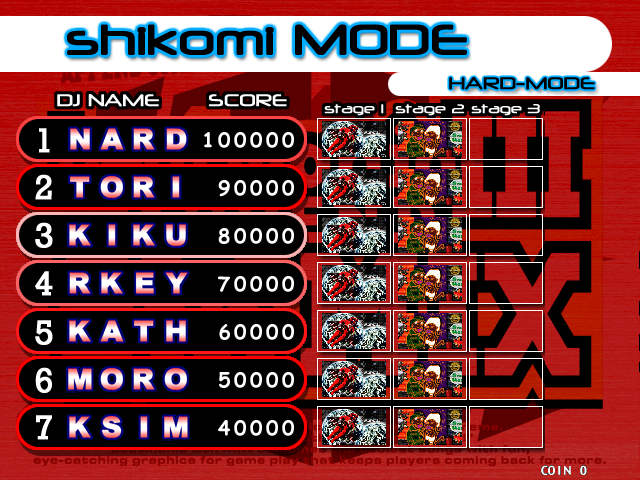 shikomi MODE
HARD-MODE
DJ NAME SCORE stage 1 stage 2 stage 3
1 NARD 100000
2 TORI 90000
3 KIKU 80000
4 RKEY 70000
5 KATH 60000
6 MORO 50000
7 KSIM 40000
eye-catching graphics for game play that keeps players coming back for more.
COIN 0